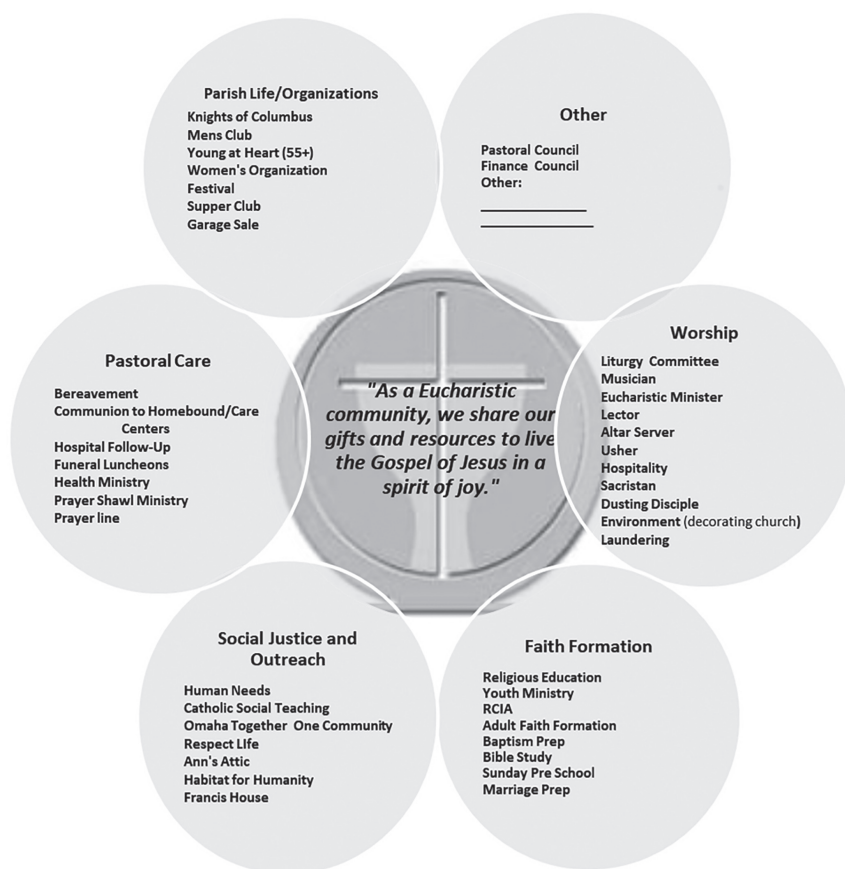 Parish Life/Organizations
Knights of Columbus
Mens Club
Young at Heart (55+)
Women's Organization
Festival
Supper Club
Garage Sale
Other
Pastoral Council
Finance Council
Other:
Pastoral Care
Bereavement
Communion to Homebound/Care
Centers
Hospital Follow-Up
Funeral Luncheons
Health Ministry
Prayer Shawl Ministry
Prayer line
"As a Eucharistic
community, we share our
gifts and resources to live
the Gospel of Jesus in a
spirit of joy."
Worship
Liturgy Committee
Musician
Eucharistic Minister
Lector
Altar Server
Usher
Hospitality
Sacristan
Dusting Disciple
Environment (decorating church)
Laundering
Social Justice and
Outreach
Human Needs
Catholic Social Teaching
Omaha Together One Community
Respect LIfe
Ann's Attic
Habitat for Humanity
Francis House
Faith Formation
Religious Education
Youth Ministry
RCIA
Adult Faith Formation
Baptism Prep
Bible Study
Sunday Pre School
Marriage Prep